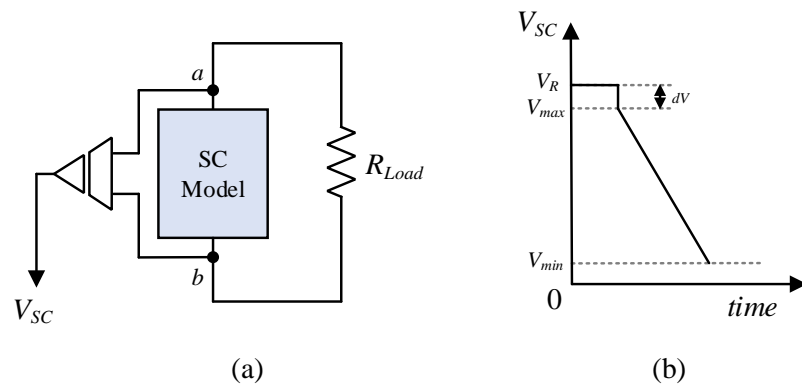 a
SC
Model
R_Load
b
V_SC
(a)
V_SC
V_R
dV
V_max
V_min
0
time
(b)